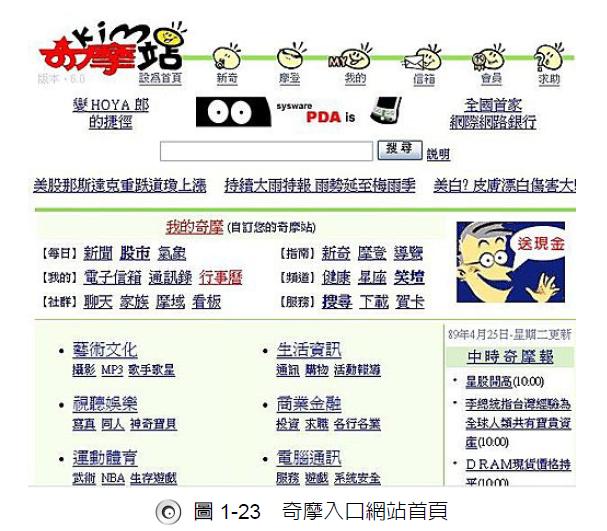 kimo
奇摩站
版本·6.0
設為首頁 新奇 摩登 我的 信箱 會員 求助
MY
變 HOYA 郎的捷徑
sysware
PDA is
全國首家
網際網路銀行
搜尋 說明
美股那斯達克重跌道瓊上漲 持續大雨特報 雨勢延至梅雨季 美白? 皮膚漂白傷害大
我的奇摩 (自訂您的奇摩站)
【每日】 新聞 股市 氣象 【指南】 新奇 摩登 導覽
【我的】 電子信箱 通訊錄 行事曆 【頻道】 健康 星座 笑壇
【社群】 聊天 家族 摩域 看板 【服務】 搜尋 下載 賀卡
送現金
• 藝術文化
攝影 MP3 歌手歌星
• 生活資訊
通訊 購物 活動報導
• 視聽娛樂
寫真 同人 神奇寶貝
• 商業金融
投資 求職 各行各業
• 運動體育
武術 NBA 生存遊戲
• 電腦通訊
服務 遊戲 系統安全
89年4月25日-星期二更新
中時奇摩報
• 星股開高(10:00)
• 李總統指台灣經驗為
全球人類共有寶貴資
產(10:00)
• DRAM現貨價格持
平(10:00)
圖 1-23 奇摩入口網站首頁